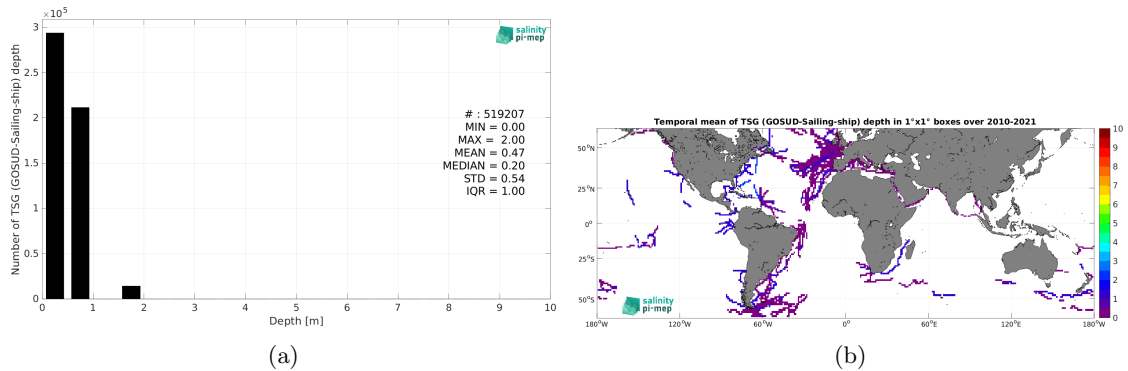 ×10^5
3
2.5
2
1.5
1
0.5
0
Number of TSG (GOSUD-Sailing-ship) depth
salinity
pi-mep
# : 519207
MIN = 0.00
MAX = 2.00
MEAN = 0.47
MEDIAN = 0.20
STD = 0.54
IQR = 1.00
0 1 2 3 4 5 6 7 8 9 10
Depth [m]
(a)
Temporal mean of TSG (GOSUD-Sailing-ship) depth in 1°x1° boxes over 2010-2021
50°N
25°N
0°
25°S
50°S
salinity
pi-mep
180°W 120°W 60°W 0° 60°E 120°E 180°W
10
9
8
7
6
5
4
3
2
1
0
(b)